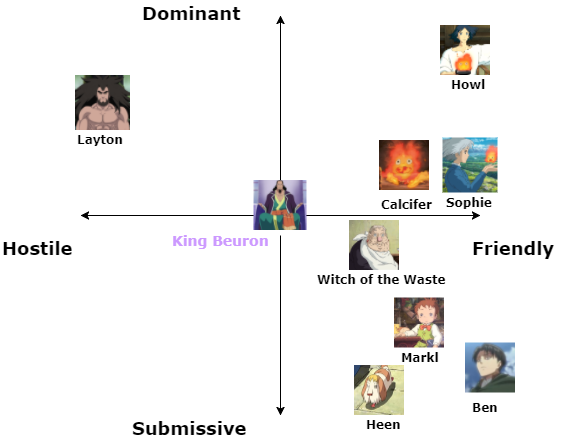 Dominant
Howl
Layton
Calcifer
Sophie
King Beuron
Hostile
Friendly
Witch of the Waste
Markl
Ben
Heen
Submissive